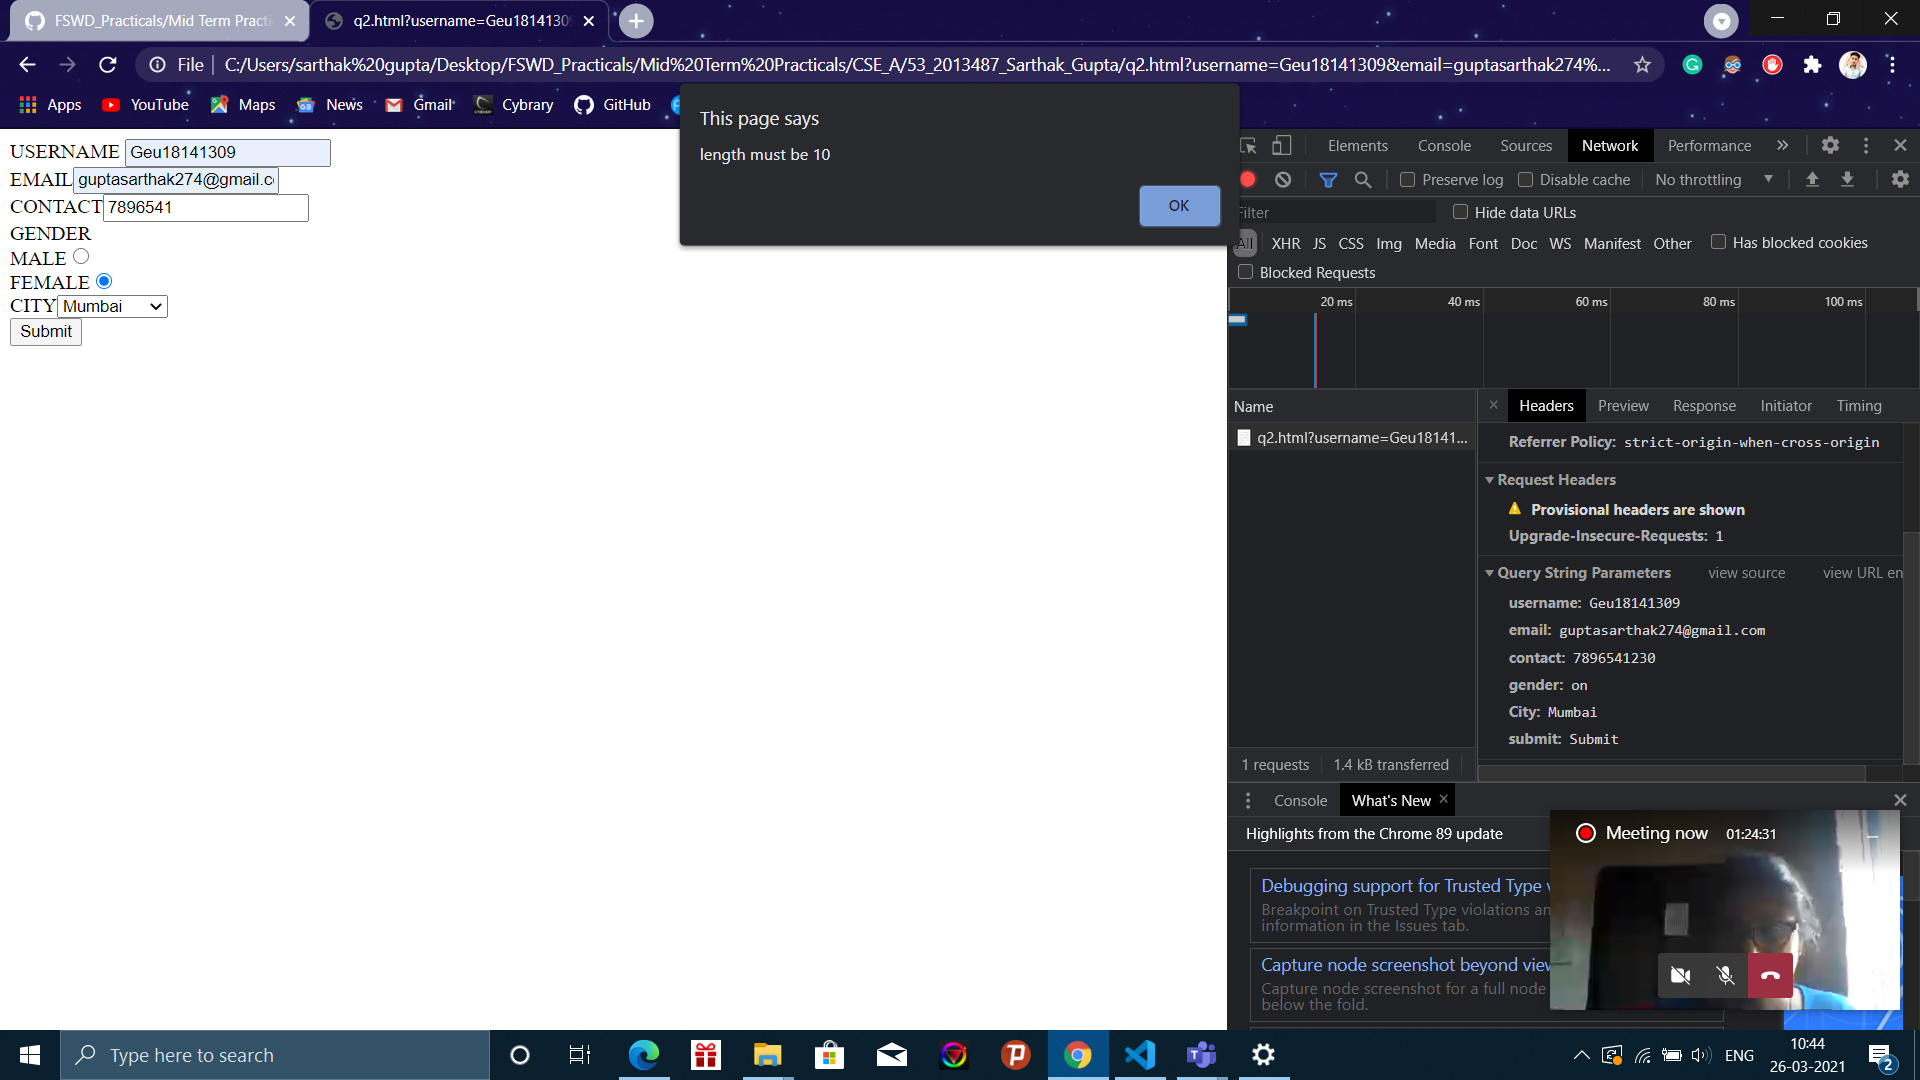 FSWD_Practicals/Mid Term Practi
q2.html?username=Geu18141309
File
C:/Users/sarthak%20gupta/Desktop/FSWD_Practicals/Mid%20Term%20Practicals/CSE_A/53_2013487_Sarthak_Gupta/q2.html?username=Geu18141309&email=guptasarthak274%...
Apps YouTube Maps News Gmail Cybrary GitHub
This page says
length must be 10
OK
USERNAME Geu18141309
EMAIL guptasarthak274@gmail.c
CONTACT 7896541
GENDER
MALE
FEMALE
CITY Mumbai
Submit
Elements Console Sources Network Performance »
Preserve log Disable cache No throttling
Filter Hide data URLs
All XHR JS CSS Img Media Font Doc WS Manifest Other Has blocked cookies
Blocked Requests
20 ms 40 ms 60 ms 80 ms 100 ms
Name
q2.html?username=Geu18141...
1 requests 1.4 kB transferred
Headers Preview Response Initiator Timing
Referrer Policy: strict-origin-when-cross-origin
Request Headers
Provisional headers are shown
Upgrade-Insecure-Requests: 1
Query String Parameters view source view URL en
username: Geu18141309
email: guptasarthak274@gmail.com
contact: 7896541230
gender: on
City: Mumbai
submit: Submit
Console What's New
Highlights from the Chrome 89 update
Debugging support for Trusted Type
Breakpoint on Trusted Type violations an
information in the Issues tab.
Capture node screenshot beyond view
Capture node screenshot for a full node
below the fold.
Meeting now 01:24:31
Type here to search
ENG
10:44
26-03-2021
2